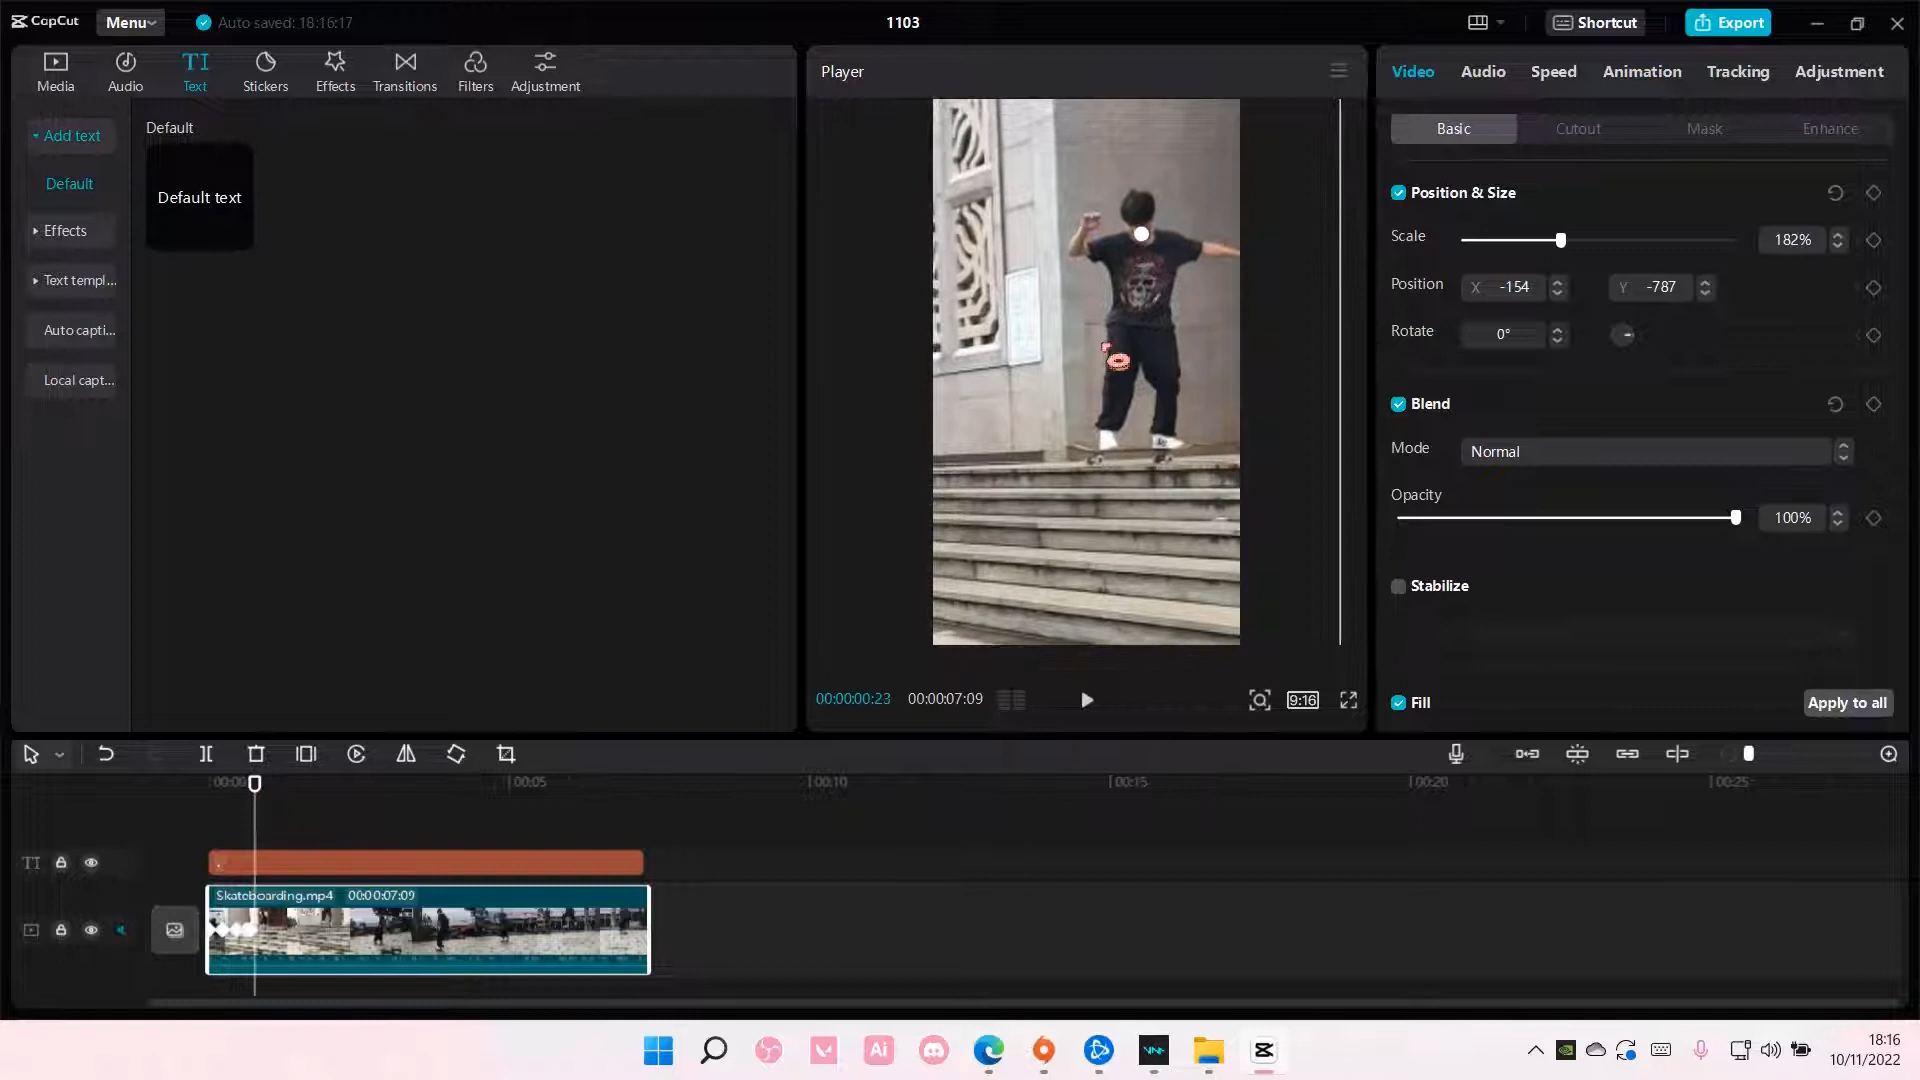 CapCut
Menu
Auto saved: 18:16:17
1103
Shortcut
Export
Media
Audio
TI
Text
Stickers
Effects
Transitions
Filters
Adjustment
Add text
Default
Effects
Text templ...
Auto capti...
Local capt...
Default
Default text
Player
00:00:00:23
00:00:07:09
9:16
Video
Audio
Speed
Animation
Tracking
Adjustment
Basic
Cutout
Mask
Enhance
Position & Size
Scale
182%
Position
X -154
Y -787
Rotate
0°
Blend
Mode
Normal
Opacity
100%
Stabilize
Fill
Apply to all
00:05
00:10
00:15
00:20
00:25
TI
Skateboarding.mp4 00:00:07:09
Ai
18:16
10/11/2022